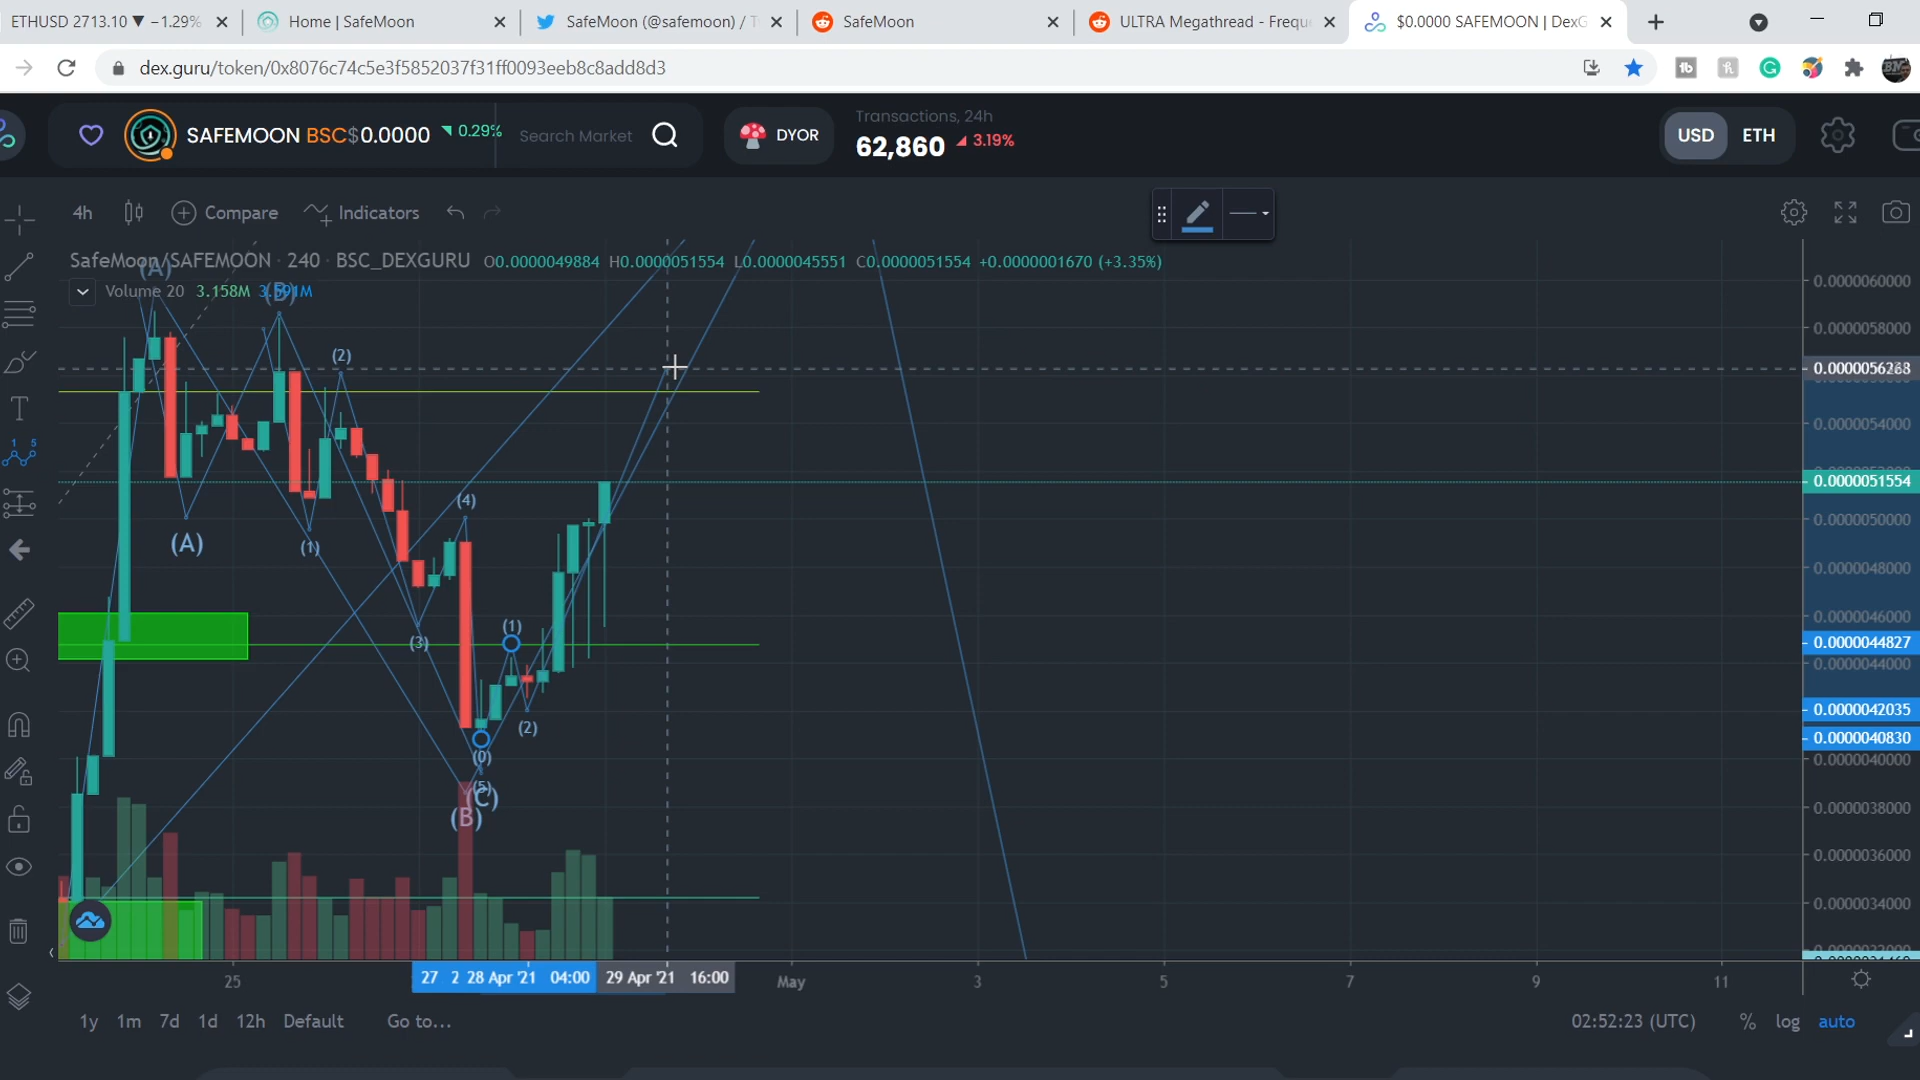 ETHUSD 2713.10 ▼ −1.29%
Home | SafeMoon
SafeMoon (@safemoon) /
SafeMoon
ULTRA Megathread - Frequ
$0.0000 SAFEMOON | DexG
dex.guru/token/0x8076c74c5e3f5852037f31ff0093eeb8c8add8d3
SAFEMOON BSC $0.0000 0.29%
Search Market
DYOR
Transactions, 24h
62,860 3.19%
USD
ETH
4h
Compare
Indicators
SafeMoon/SAFEMOON · 240 · BSC_DEXGURU O0.0000049884 H0.0000051554 L0.0000045551 C0.0000051554 +0.0000001670 (+3.35%)
Volume 20 3.158M
(A)
(B)
(2)
(A)
(1)
(4)
(3)
(1)
(2)
(0)
(5)
(C)
(B)
0.0000060000
0.0000058000
0.0000056268
0.0000054000
0.0000051554
0.0000050000
0.0000048000
0.0000046000
0.0000044827
0.0000044000
0.0000042035
0.0000040830
0.0000040000
0.0000038000
0.0000036000
0.0000034000
25
27
2
28 Apr '21 04:00
29 Apr '21 16:00
May
3
5
7
9
11
1y
1m
7d
1d
12h
Default
Go to...
02:52:23 (UTC)
%
log
auto